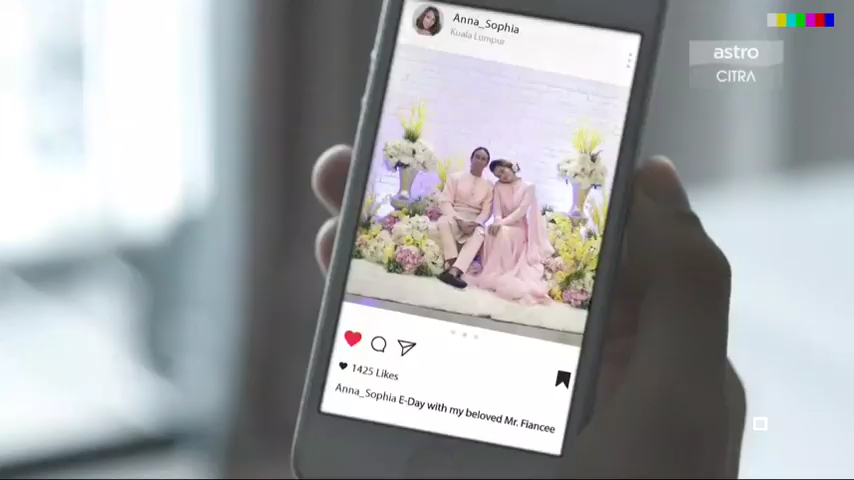 Anna_Sophia
Kuala Lumpur
astro
CITRA
1425 Likes
Anna_Sophia E-Day with my beloved Mr. Fiancee